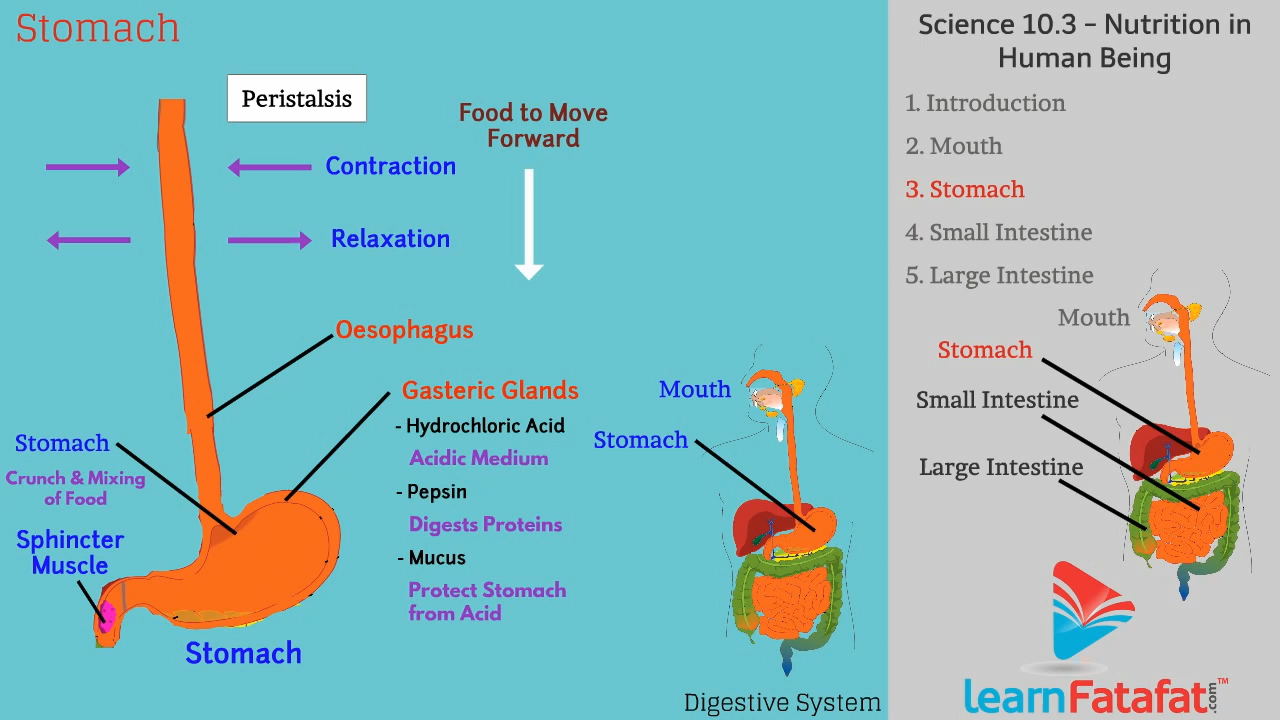 Stomach
Peristalsis
Food to Move
Forward
Contraction
Relaxation
Oesophagus
Gasteric Glands
- Hydrochloric Acid
Acidic Medium
- Pepsin
Digests Proteins
- Mucus
Protect Stomach
from Acid
Stomach
Crunch & Mixing
of Food
Sphincter
Muscle
Stomach
Mouth
Stomach
Digestive System
Science 10.3 – Nutrition in
Human Being
1. Introduction
2. Mouth
3. Stomach
4. Small Intestine
5. Large Intestine
Mouth
Stomach
Small Intestine
Large Intestine
learnFatafat.com™